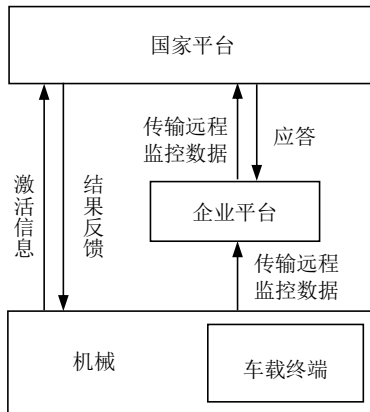 国家平台
传输远程
监控数据
应答
激活信息
结果反馈
企业平台
传输远程
监控数据
机械
车载终端